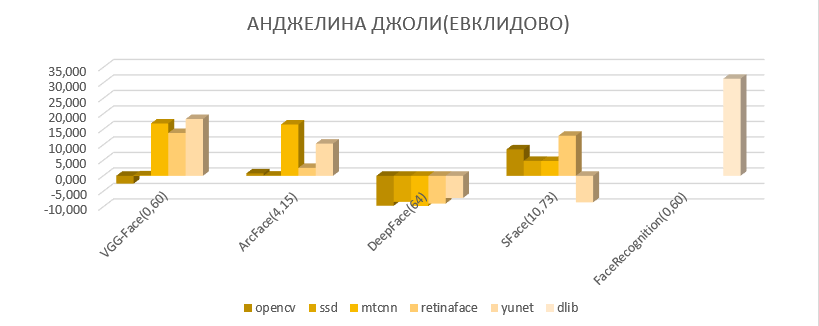 АНДЖЕЛИНА ДЖОЛИ(ЕВКЛИДОВО)
35,000
30,000
25,000
20,000
15,000
10,000
5,000
0,000
-5,000
-10,000
VGG-Face(0,60)
ArcFace(4,15)
DeepFace(64)
SFace(10,73)
FaceRecognition(0,60)
opencv ssd mtcnn retinaface yunet dlib